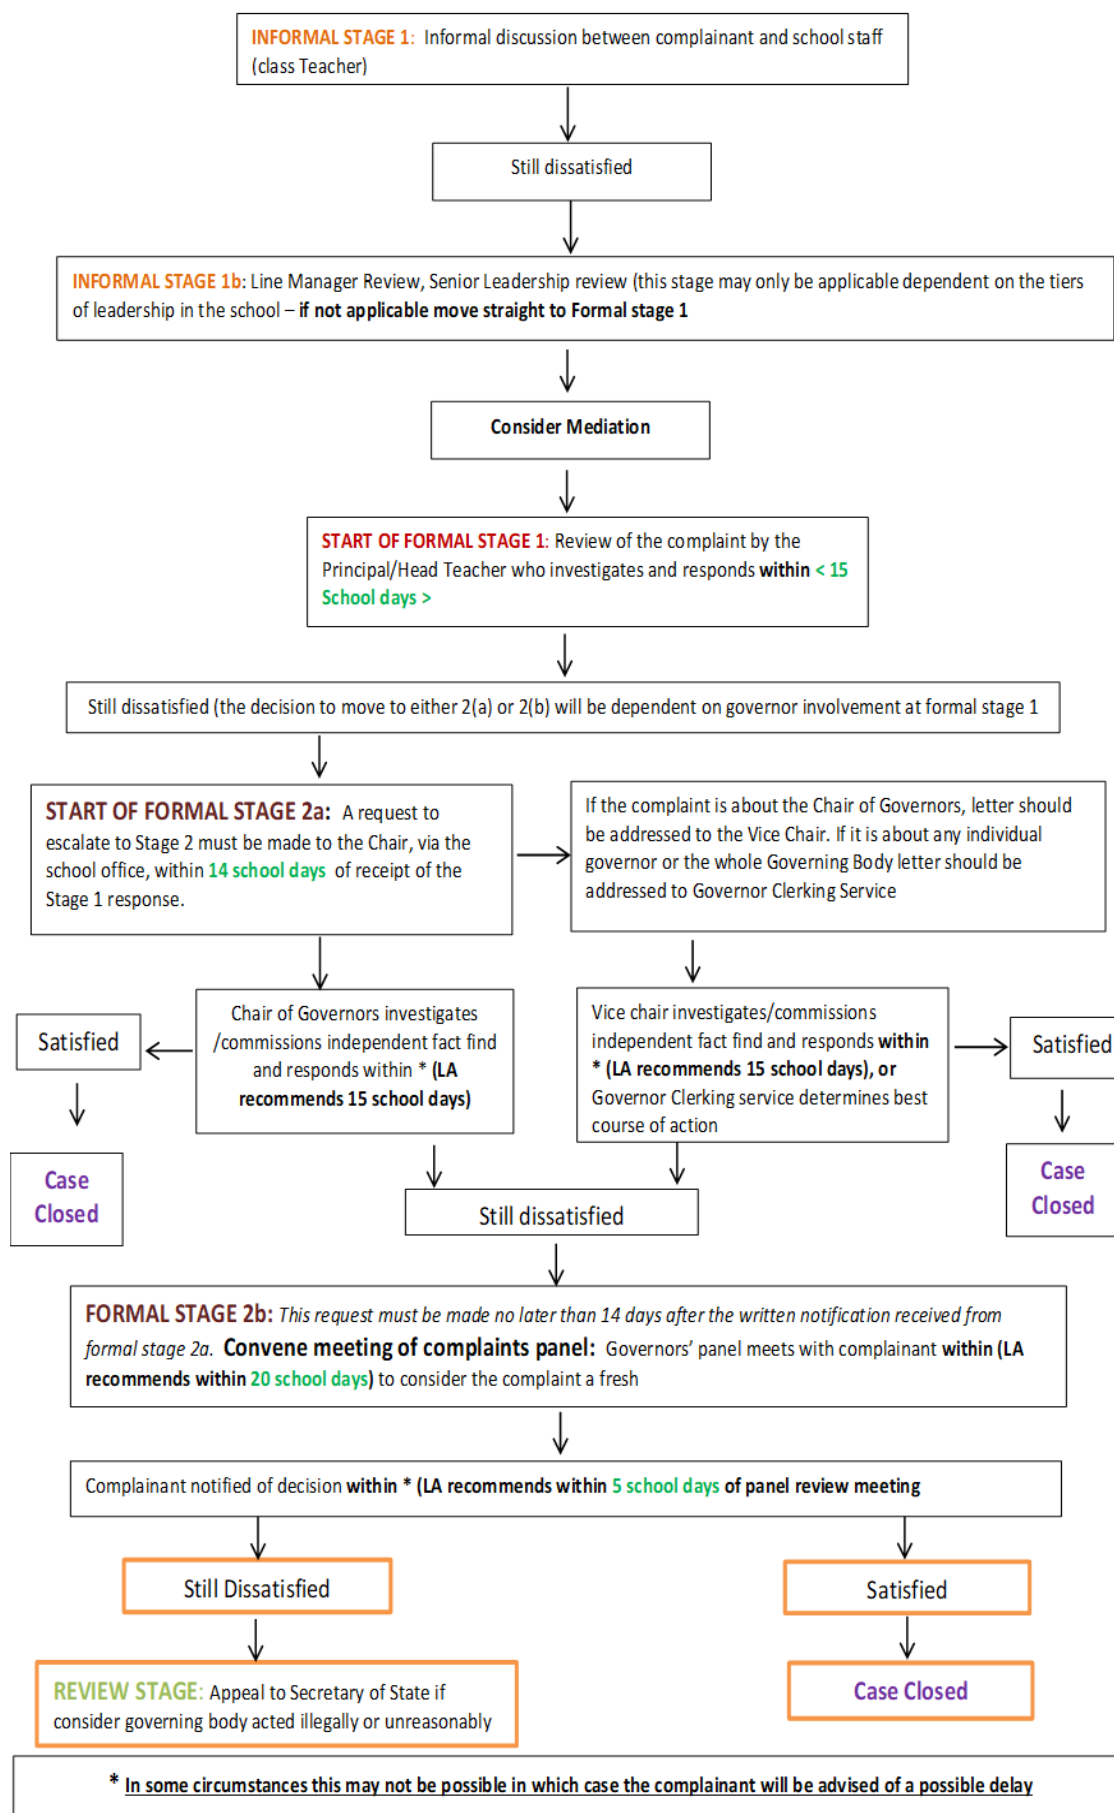 INFORMAL STAGE 1: Informal discussion between complainant and school staff
(class Teacher)
Still dissatisfied
INFORMAL STAGE 1b: Line Manager Review, Senior Leadership review (this stage may only be applicable dependent on the tiers
of leadership in the school – if not applicable move straight to Formal stage 1
Consider Mediation
START OF FORMAL STAGE 1: Review of the complaint by the
Principal/Head Teacher who investigates and responds within < 15
School days >
Still dissatisfied (the decision to move to either 2(a) or 2(b) will be dependent on governor involvement at formal stage 1
START OF FORMAL STAGE 2a: A request to
escalate to Stage 2 must be made to the Chair, via the
school office, within 14 school days of receipt of the
Stage 1 response.
If the complaint is about the Chair of Governors, letter should
be addressed to the Vice Chair. If it is about any individual
governor or the whole Governing Body letter should be
addressed to Governor Clerking Service
Satisfied
Chair of Governors investigates
/commissions independent fact find
and responds within * (LA
recommends 15 school days)
Vice chair investigates/commissions
independent fact find and responds within
* (LA recommends 15 school days), or
Governor Clerking service determines best
course of action
Satisfied
Case
Closed
Still dissatisfied
Case
Closed
FORMAL STAGE 2b: This request must be made no later than 14 days after the written notification received from
formal stage 2a. Convene meeting of complaints panel: Governors' panel meets with complainant within (LA
recommends within 20 school days) to consider the complaint a fresh
Complainant notified of decision within * (LA recommends within 5 school days of panel review meeting
Still Dissatisfied
Satisfied
REVIEW STAGE: Appeal to Secretary of State if
consider governing body acted illegally or unreasonably
Case Closed
* In some circumstances this may not be possible in which case the complainant will be advised of a possible delay